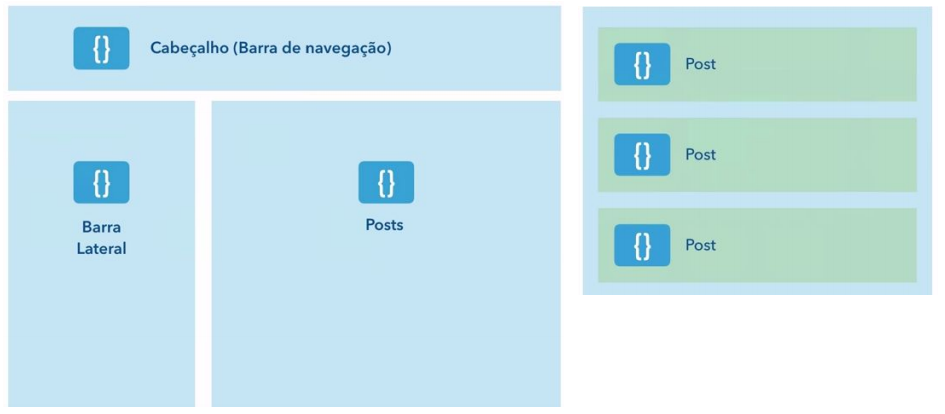 {} Cabeçalho (Barra de navegação)
{}
Barra
Lateral
{}
Posts
{} Post
{} Post
{} Post